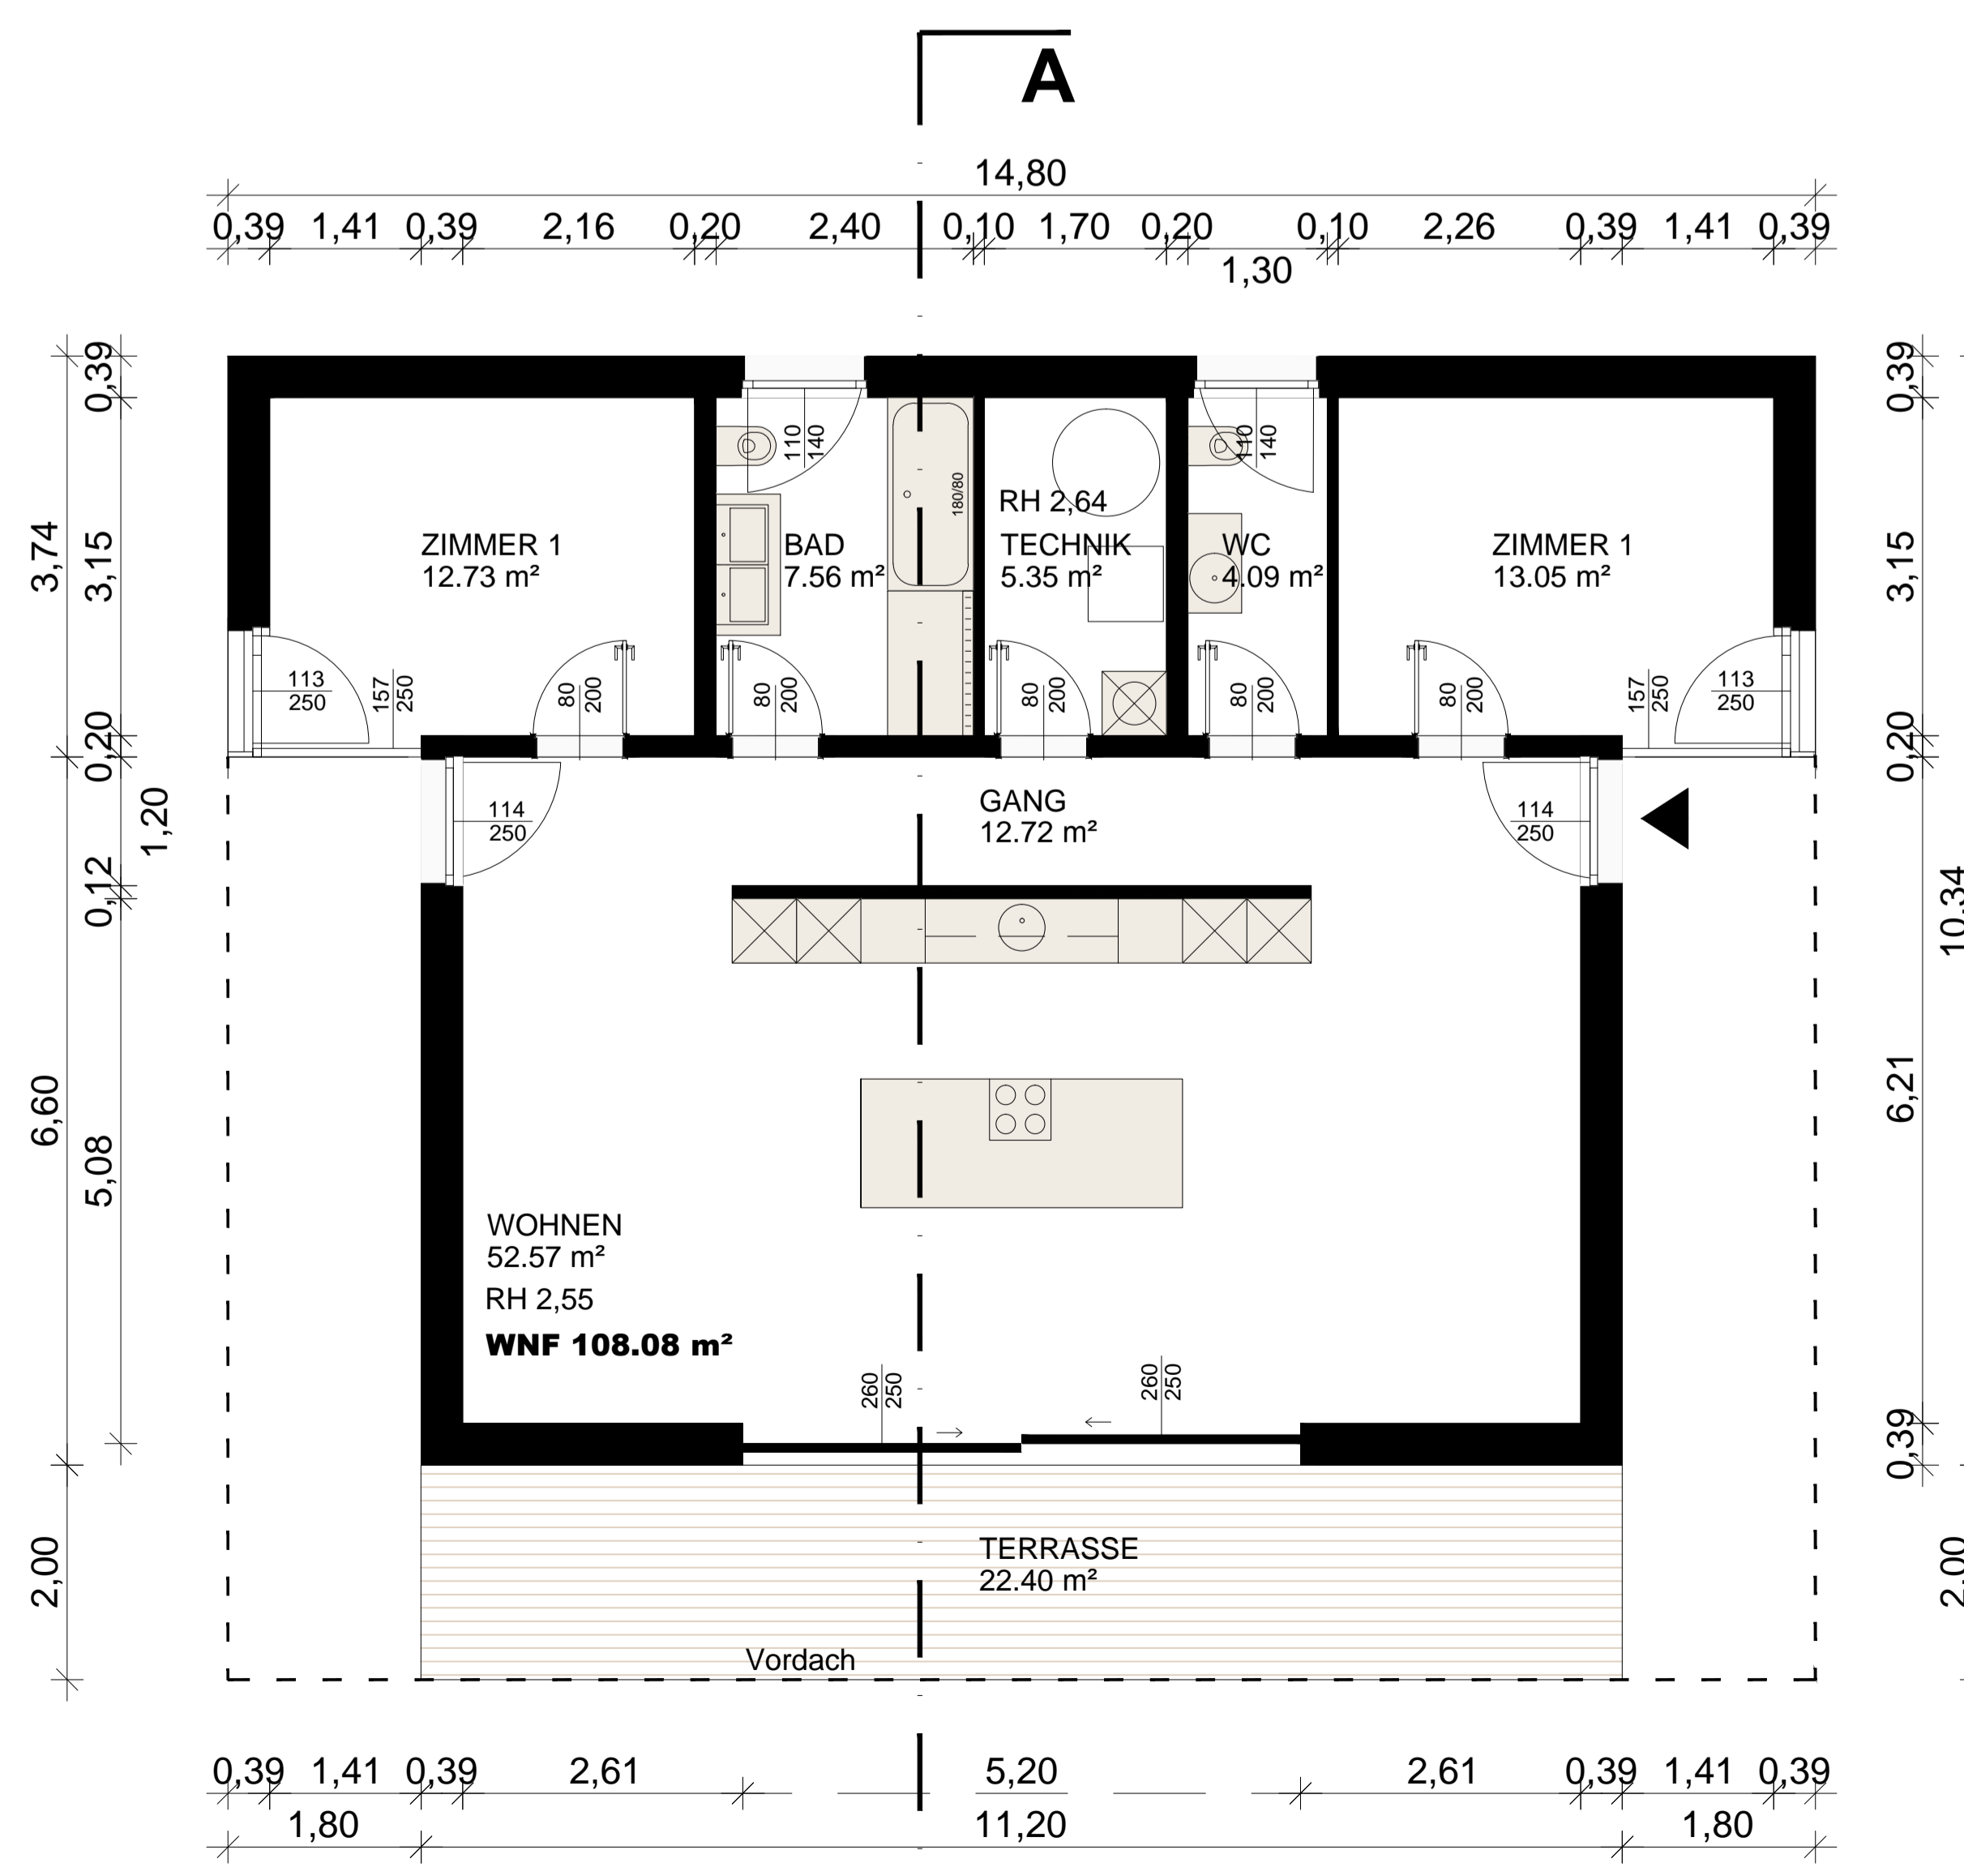 A
14,80
0,39 1,41 0,39 2,16 0,20 2,40 0,10 1,70 0,20 0,10 2,26 0,39 1,41 0,39
1,30
0,39
3,15
3,74
0,20
1,20
0,12
6,60
5,08
2,00
110
140
110
140
180/80
RH 2,64
ZIMMER 1
12.73 m²
BAD
7.56 m²
TECHNIK
5.35 m²
WC
4.09 m²
ZIMMER 1
13.05 m²
113
250
157
250
80
200
80
200
80
200
80
200
80
200
157
250
113
250
114
250
GANG
12.72 m²
114
250
WOHNEN
52.57 m²
RH 2,55
WNF 108.08 m²
260
250
260
250
TERRASSE
22.40 m²
Vordach
0,39
3,15
0,20
10,34
6,21
0,39
2,00
0,39 1,41 0,39 2,61 5,20 2,61 0,39 1,41 0,39
1,80 11,20 1,80